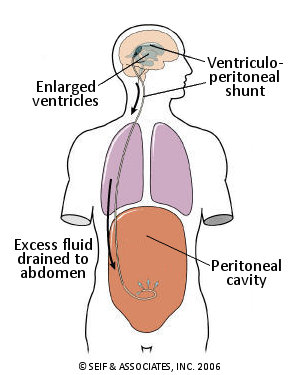 Enlarged
ventricles
Ventriculo-
peritoneal
shunt
Excess fluid
drained to
abdomen
Peritoneal
cavity
© SEIF & ASSOCIATES, INC. 2006